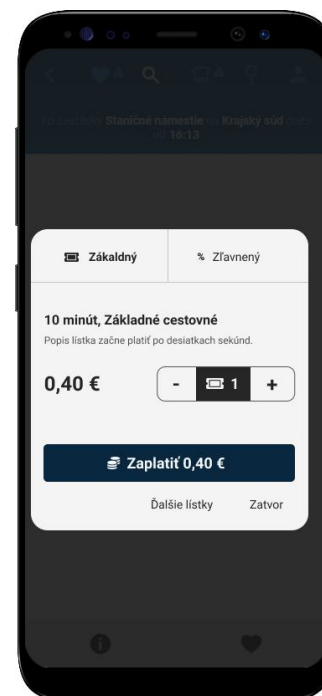 Staničné námestie Krajský súd
16:13
Zákaldný
% Zľavnený
10 minút, Základné cestovné
Popis lístka začne platiť po desiatkach sekúnd.
0,40 €
- 1 +
Zaplatiť 0,40 €
Ďalšie lístky Zatvor